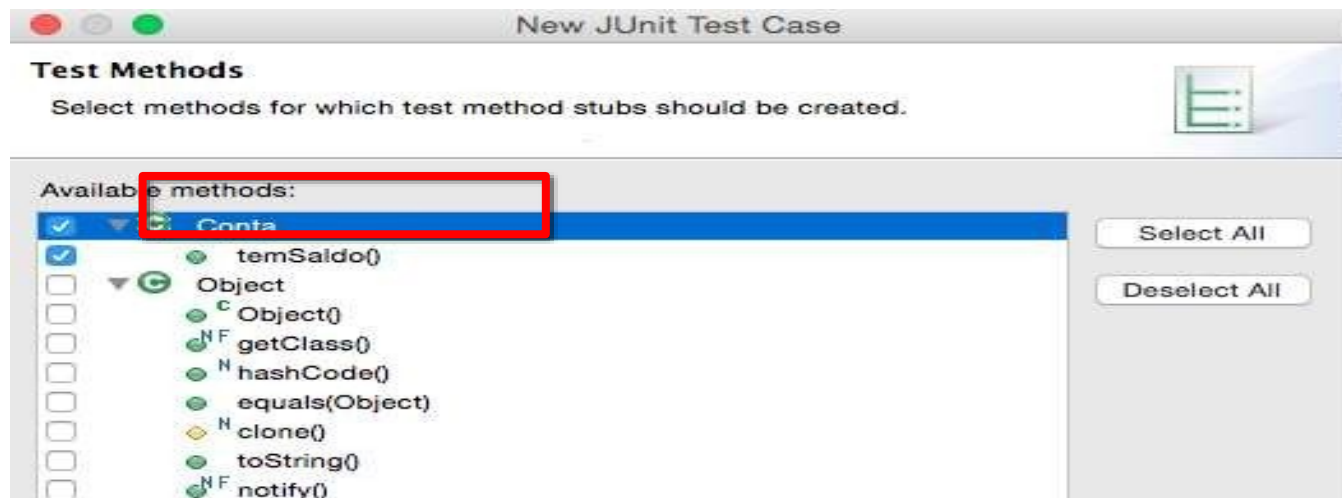 New JUnit Test Case
Test Methods
Select methods for which test method stubs should be created.
Available methods:
Conta
Select All
temSaldo()
Object
Deselect All
C Object()
N F getClass()
N hashCode()
equals(Object)
N clone()
toString()
N F notify()